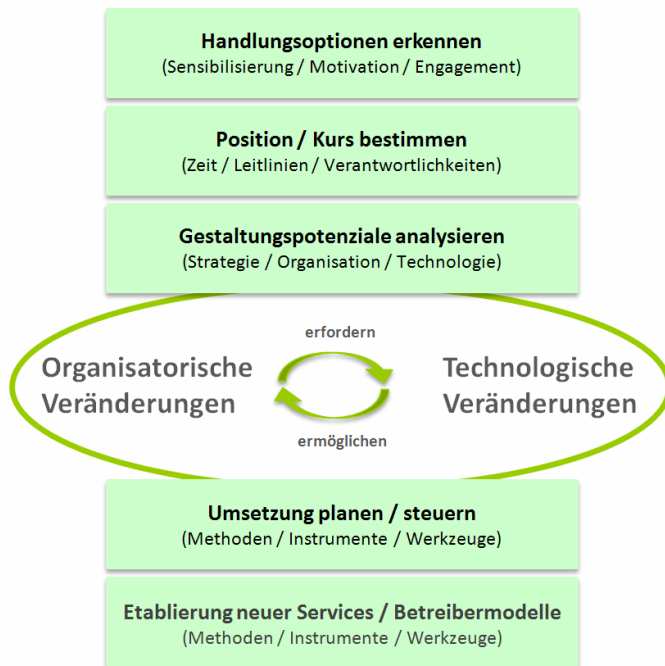 Handlungsoptionen erkennen
(Sensibilisierung / Motivation / Engagement)
Position / Kurs bestimmen
(Zeit / Leitlinien / Verantwortlichkeiten)
Gestaltungspotenziale analysieren
(Strategie / Organisation / Technologie)
erfordern
Organisatorische
Veränderungen
Technologische
Veränderungen
ermöglichen
Umsetzung planen / steuern
(Methoden / Instrumente / Werkzeuge)
Etablierung neuer Services / Betreibermodelle
(Methoden / Instrumente / Werkzeuge)